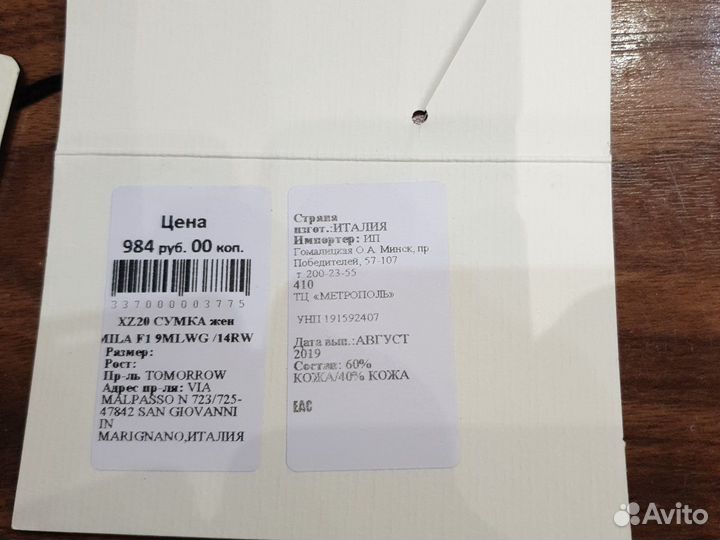 Цена
984 руб. 00 коп.
337000003775
XZ20 СУМКА жен
MILA F1 9MLWG /14RW
Размер:
Рост:
Пр-ль TOMORROW
Адрес пр-ля: VIA
MALPASSO N 723/725-
47842 SAN GIOVANNI
IN
MARIGNANO,ИТАЛИЯ
Страна
изгот.:ИТАЛИЯ
Импортер: ИП
Гомалицкая О.А. Минск, пр
Победителей, 57-107
т. 200-23-55
410
ТЦ «МЕТРОПОЛЬ»
УНП 191592407
Дата вып.:АВГУСТ
2019
Состав: 60%
КОЖА/40% КОЖА
EAC
Avito